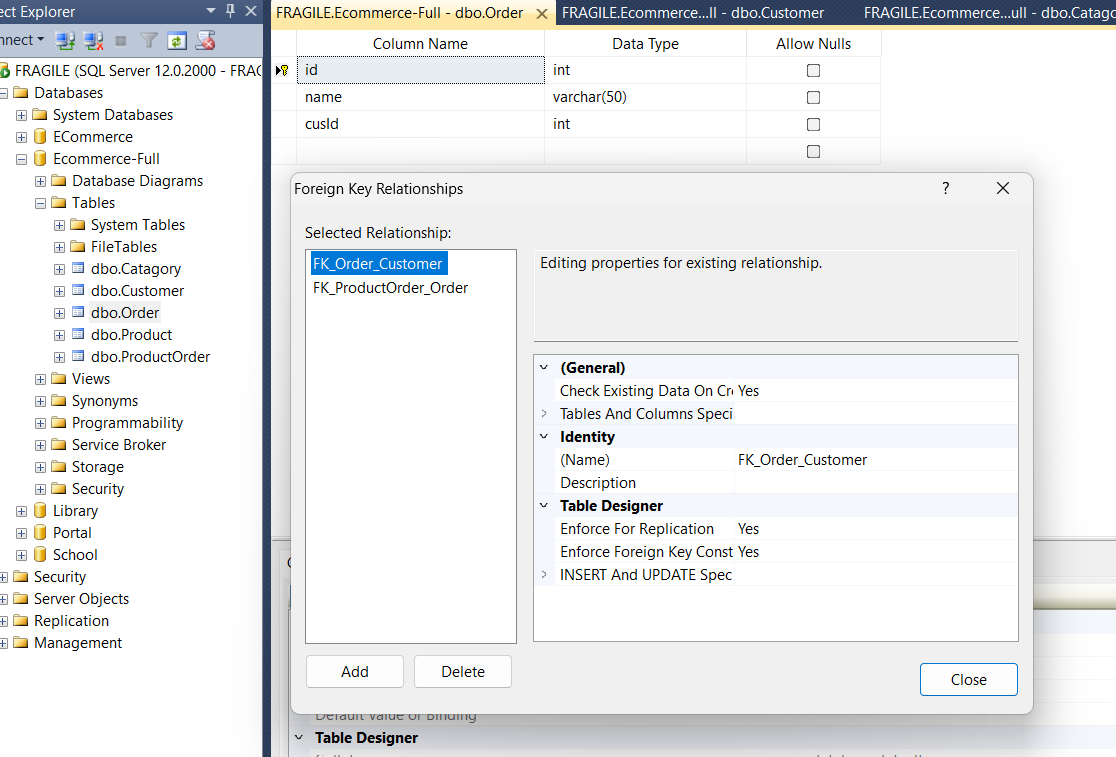 ect Explorer
nnect
FRAGILE (SQL Server 12.0.2000 - FRAG
Databases
System Databases
ECommerce
Ecommerce-Full
Database Diagrams
Tables
System Tables
FileTables
dbo.Catagory
dbo.Customer
dbo.Order
dbo.Product
dbo.ProductOrder
Views
Synonyms
Programmability
Service Broker
Storage
Security
Library
Portal
School
Security
Server Objects
Replication
Management
FRAGILE.Ecommerce-Full - dbo.Order FRAGILE.Ecommerce...ll - dbo.Customer FRAGILE.Ecommerce...ull - dbo.Catago
Column Name Data Type Allow Nulls
id int
name varchar(50)
cusId int
Foreign Key Relationships ?
Selected Relationship:
FK_Order_Customer
FK_ProductOrder_Order
Editing properties for existing relationship.
(General)
Check Existing Data On Cre Yes
Tables And Columns Speci
Identity
(Name) FK_Order_Customer
Description
Table Designer
Enforce For Replication Yes
Enforce Foreign Key Const Yes
INSERT And UPDATE Spec
Add Delete
Close
Default Value or Binding
Table Designer